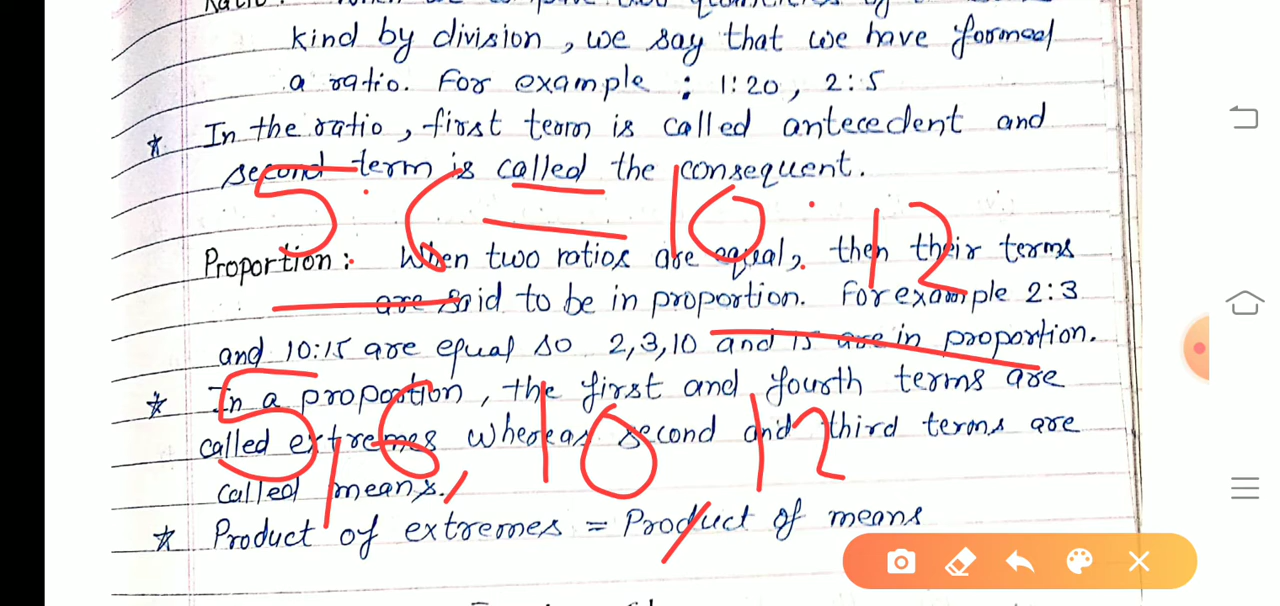 Ratio :
kind by division, we say that we have formed
a ratio. For example : 1:20, 2:5
* In the ratio, first term is called antecedent and
second term is called the consequent.
5 : 6 = 10 : 12
Proportion : When two ratios are equal, then their terms
are said to be in proportion. For example 2:3
and 10:15 are equal so 2,3,10 and 15 are in proportion.
* In a proportion, the first and fourth terms are
5, 6, 10, 12
called extremes whereas second and third terms are
called means.
* Product of extremes = Product of means